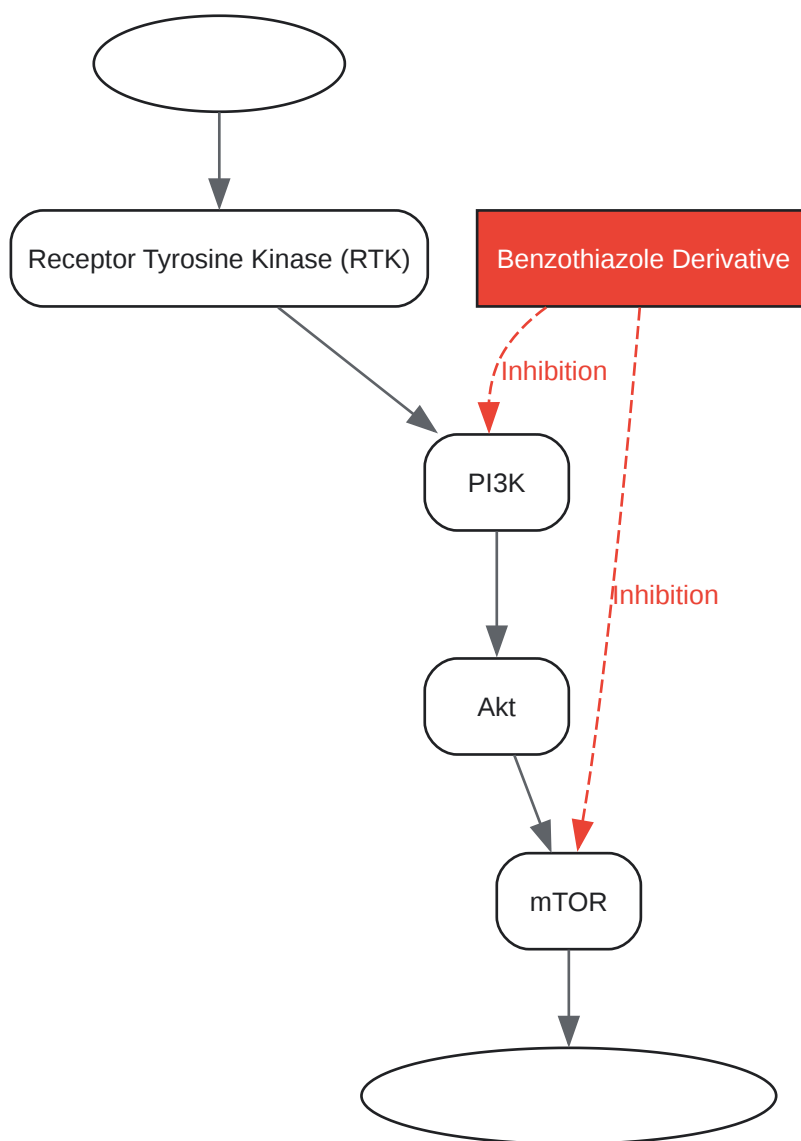 Receptor Tyrosine Kinase (RTK)
Benzothiazole Derivative
Inhibition
PI3K
Inhibition
Akt
mTOR